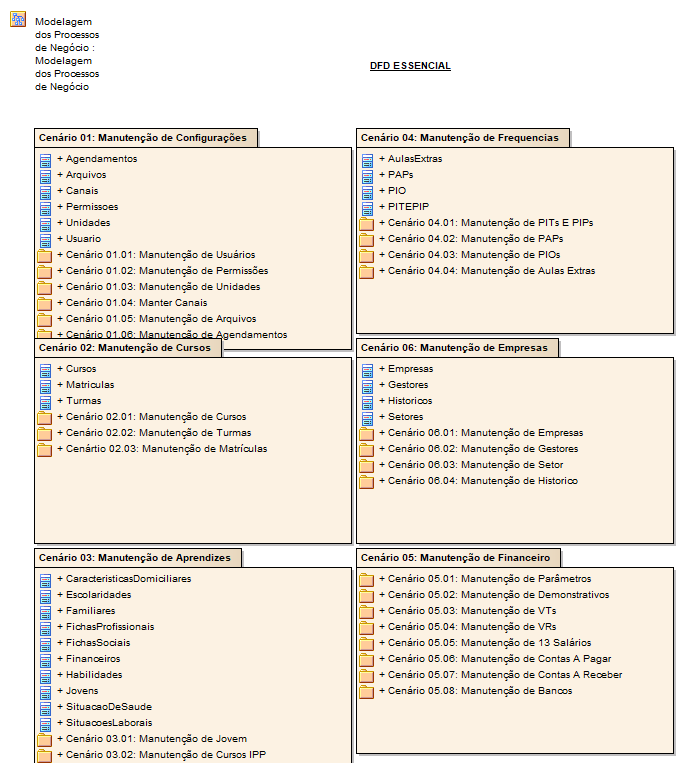 Modelagem
dos Processos
de Negócio :
Modelagem
dos Processos
de Negócio
DFD ESSENCIAL
Cenário 01: Manutenção de Configurações
+ Agendamentos
+ Arquivos
+ Canais
+ Permissoes
+ Unidades
+ Usuario
+ Cenário 01.01: Manutenção de Usuários
+ Cenário 01.02: Manutenção de Permissões
+ Cenário 01.03: Manutenção de Unidades
+ Cenário 01.04: Manter Canais
+ Cenário 01.05: Manutenção de Arquivos
+ Cenário 01.06: Manutenção de Agendamentos
Cenário 04: Manutenção de Frequencias
+ AulasExtras
+ PAPs
+ PIO
+ PITEPIP
+ Cenário 04.01: Manutenção de PITs E PIPs
+ Cenário 04.02: Manutenção de PAPs
+ Cenário 04.03: Manutenção de PIOs
+ Cenário 04.04: Manutenção de Aulas Extras
Cenário 02: Manutenção de Cursos
+ Cursos
+ Matriculas
+ Turmas
+ Cenário 02.01: Manutenção de Cursos
+ Cenário 02.02: Manutenção de Turmas
+ Cenártio 02.03: Manutenção de Matrículas
Cenário 06: Manutenção de Empresas
+ Empresas
+ Gestores
+ Historicos
+ Setores
+ Cenário 06.01: Manutenção de Empresas
+ Cenário 06.02: Manutenção de Gestores
+ Cenário 06.03: Manutenção de Setor
+ Cenário 06.04: Manutenção de Historico
Cenário 03: Manutenção de Aprendizes
+ CaracteristicasDomiciliares
+ Escolaridades
+ Familiares
+ FichasProfissionais
+ FichasSociais
+ Financeiros
+ Habilidades
+ Jovens
+ SituacaoDeSaude
+ SituacoesLaborais
+ Cenário 03.01: Manutenção de Jovem
+ Cenário 03.02: Manutenção de Cursos IPP
Cenário 05: Manutenção de Financeiro
+ Cenário 05.01: Manutenção de Parâmetros
+ Cenário 05.02: Manutenção de Demonstrativos
+ Cenário 05.03: Manutenção de VTs
+ Cenário 05.04: Manutenção de VRs
+ Cenário 05.05: Manutenção de 13 Salários
+ Cenário 05.06: Manutenção de Contas A Pagar
+ Cenário 05.07: Manutenção de Contas A Receber
+ Cenário 05.08: Manutenção de Bancos